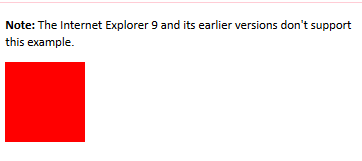 Note: The Internet Explorer 9 and its earlier versions don't support
this example.